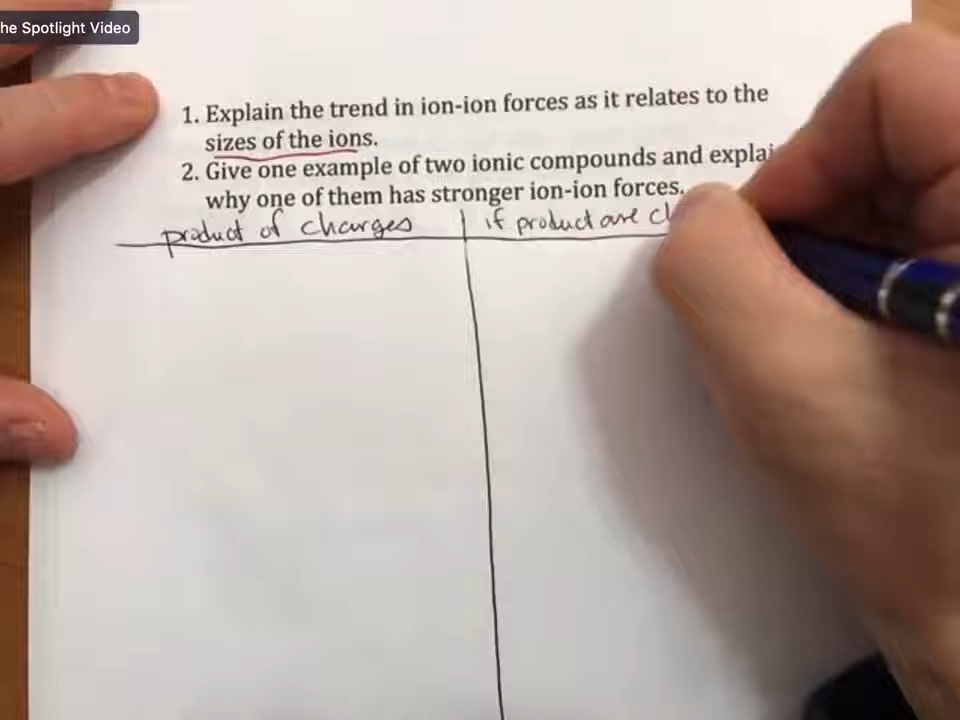 he Spotlight Video
1. Explain the trend in ion-ion forces as it relates to the
sizes of the ions.
2. Give one example of two ionic compounds and explai
why one of them has stronger ion-ion forces.
product of charges
if product are